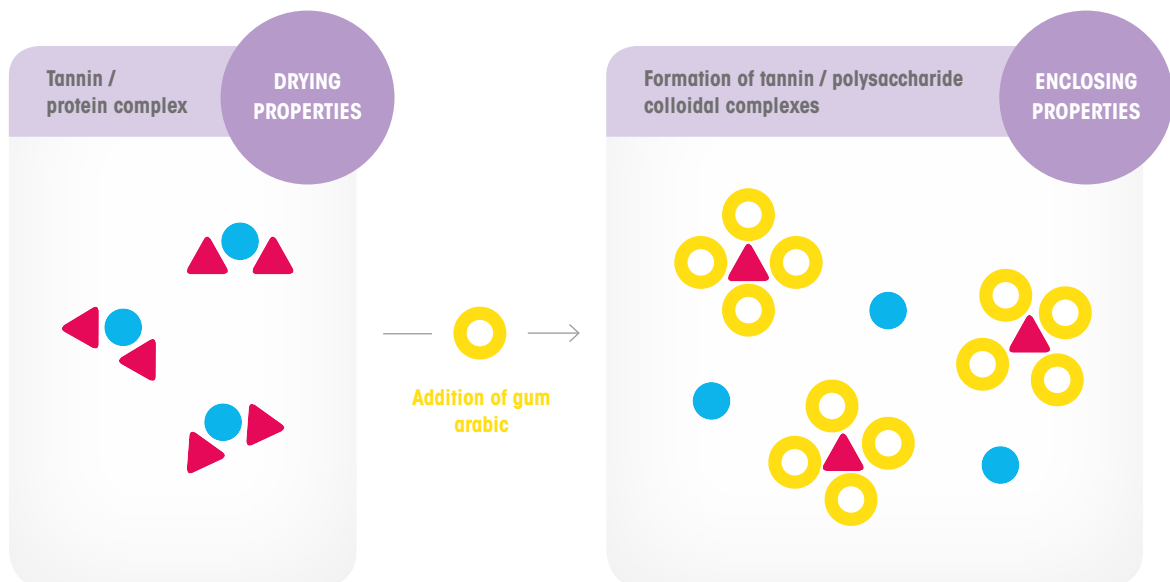 Tannin /
protein complex
DRYING
PROPERTIES
Addition of gum
arabic
Formation of tannin / polysaccharide
colloidal complexes
ENCLOSING
PROPERTIES